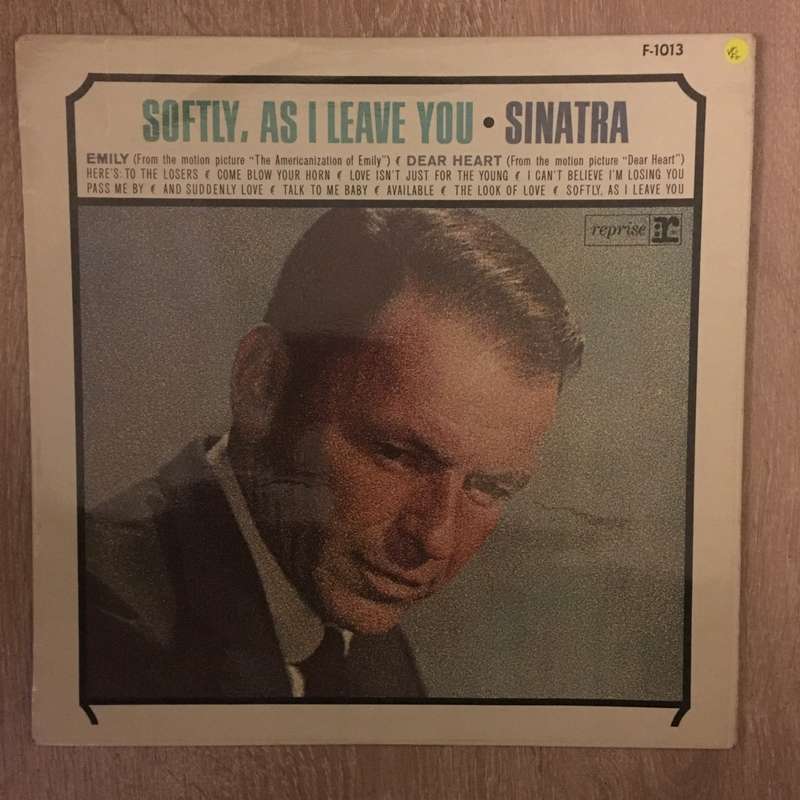 F-1013
SOFTLY, AS I LEAVE YOU • SINATRA
EMILY (From the motion picture "The Americanization of Emily") ⸨ DEAR HEART (From the motion picture "Dear Heart")
HERE'S TO THE LOSERS ⸨ COME BLOW YOUR HORN ⸨ LOVE ISN'T JUST FOR THE YOUNG ⸨ I CAN'T BELIEVE I'M LOSING YOU
PASS ME BY ⸨ AND SUDDENLY LOVE ⸨ TALK TO ME BABY ⸨ AVAILABLE ⸨ THE LOOK OF LOVE ⸨ SOFTLY, AS I LEAVE YOU
reprise r: